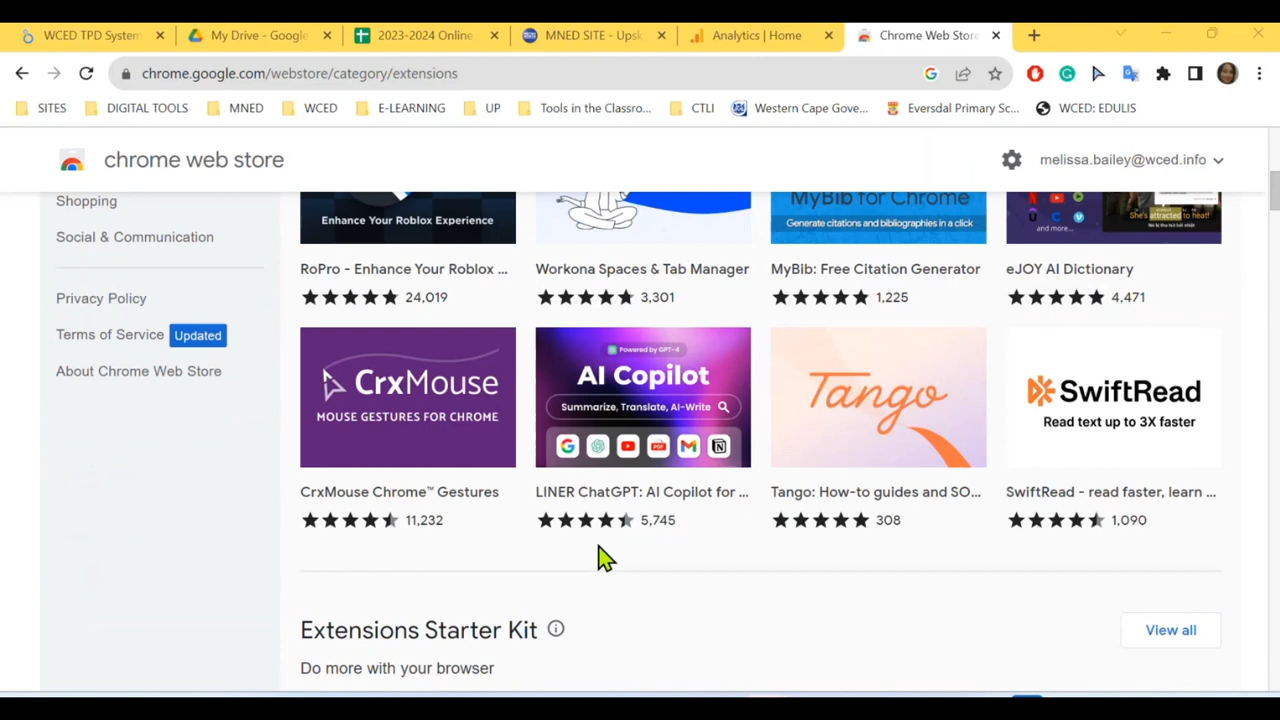 WCED TPD System
My Drive - Google
2023-2024 Online
MNED SITE - Upsk
Analytics | Home
Chrome Web Store
chrome.google.com/webstore/category/extensions
SITES
DIGITAL TOOLS
MNED
WCED
E-LEARNING
UP
Tools in the Classro...
CTLI
Western Cape Gove...
Eversdal Primary Sc...
WCED: EDULIS
chrome web store
melissa.bailey@wced.info
Shopping
Social & Communication
Privacy Policy
Terms of Service Updated
About Chrome Web Store
Enhance Your Roblox Experience
RoPro - Enhance Your Roblox ...
24,019
Workona Spaces & Tab Manager
3,301
MyBib for Chrome
Generate citations and bibliographies in a click
MyBib: Free Citation Generator
1,225
and more...
She's attracted to heat!
eJOY AI Dictionary
4,471
CrxMouse
MOUSE GESTURES FOR CHROME
CrxMouse Chrome™ Gestures
11,232
Powered by GPT-4
AI Copilot
Summarize, Translate, AI-Write
PDF
LINER ChatGPT: AI Copilot for ...
5,745
Tango
Tango: How-to guides and SO...
308
SwiftRead
Read text up to 3X faster
SwiftRead - read faster, learn ...
1,090
Extensions Starter Kit
View all
Do more with your browser